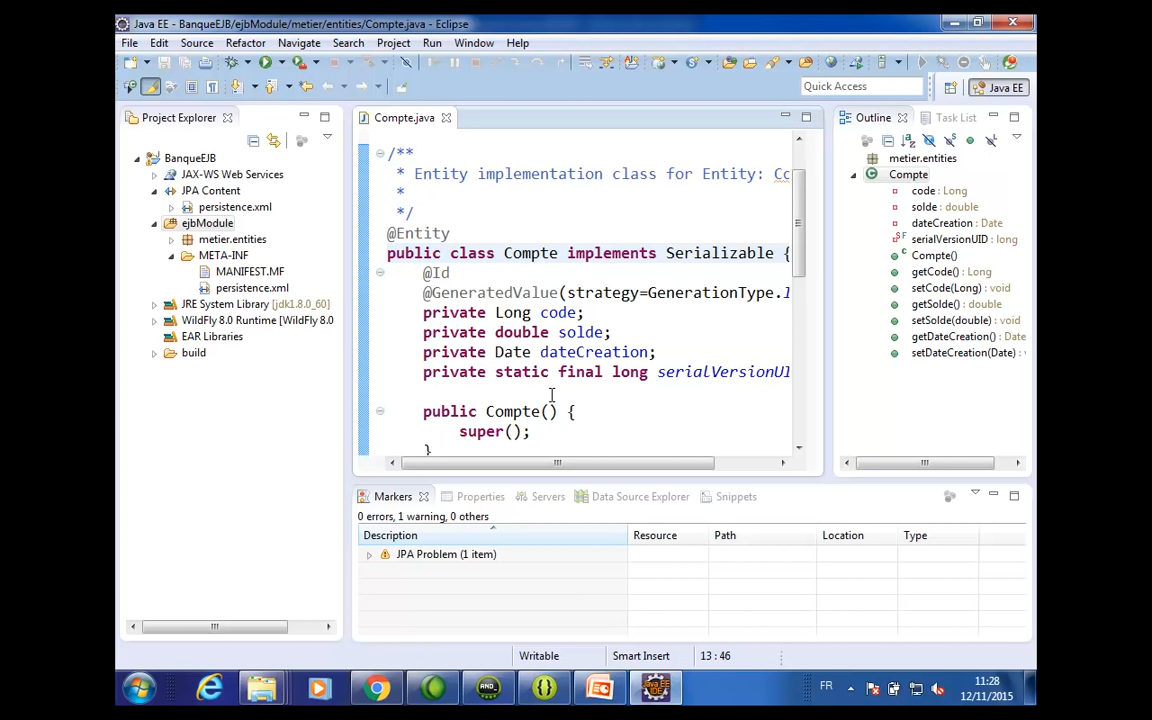 Java EE - BanqueEJB/ejbModule/metier/entities/Compte.java - Eclipse
File Edit Source Refactor Navigate Search Project Run Window Help
Quick Access
Java EE
Project Explorer
BanqueEJB
JAX-WS Web Services
JPA Content
persistence.xml
ejbModule
metier.entities
META-INF
MANIFEST.MF
persistence.xml
JRE System Library [jdk1.8.0_60]
WildFly 8.0 Runtime [WildFly 8.0
EAR Libraries
build
Compte.java
/**
* Entity implementation class for Entity: Co
*
*/
@Entity
public class Compte implements Serializable {
@Id
@GeneratedValue(strategy=GenerationType.I
private Long code;
private double solde;
private Date dateCreation;
private static final long serialVersionUI
public Compte() {
super();
}
Outline Task List
metier.entities
Compte
code : Long
solde : double
dateCreation : Date
serialVersionUID : long
Compte()
getCode() : Long
setCode(Long) : void
getSolde() : double
setSolde(double) : void
getDateCreation() : Date
setDateCreation(Date) :
Markers Properties Servers Data Source Explorer Snippets
0 errors, 1 warning, 0 others
Description Resource Path Location Type
JPA Problem (1 item)
Writable Smart Insert 13 : 46
FR
11:28
12/11/2015